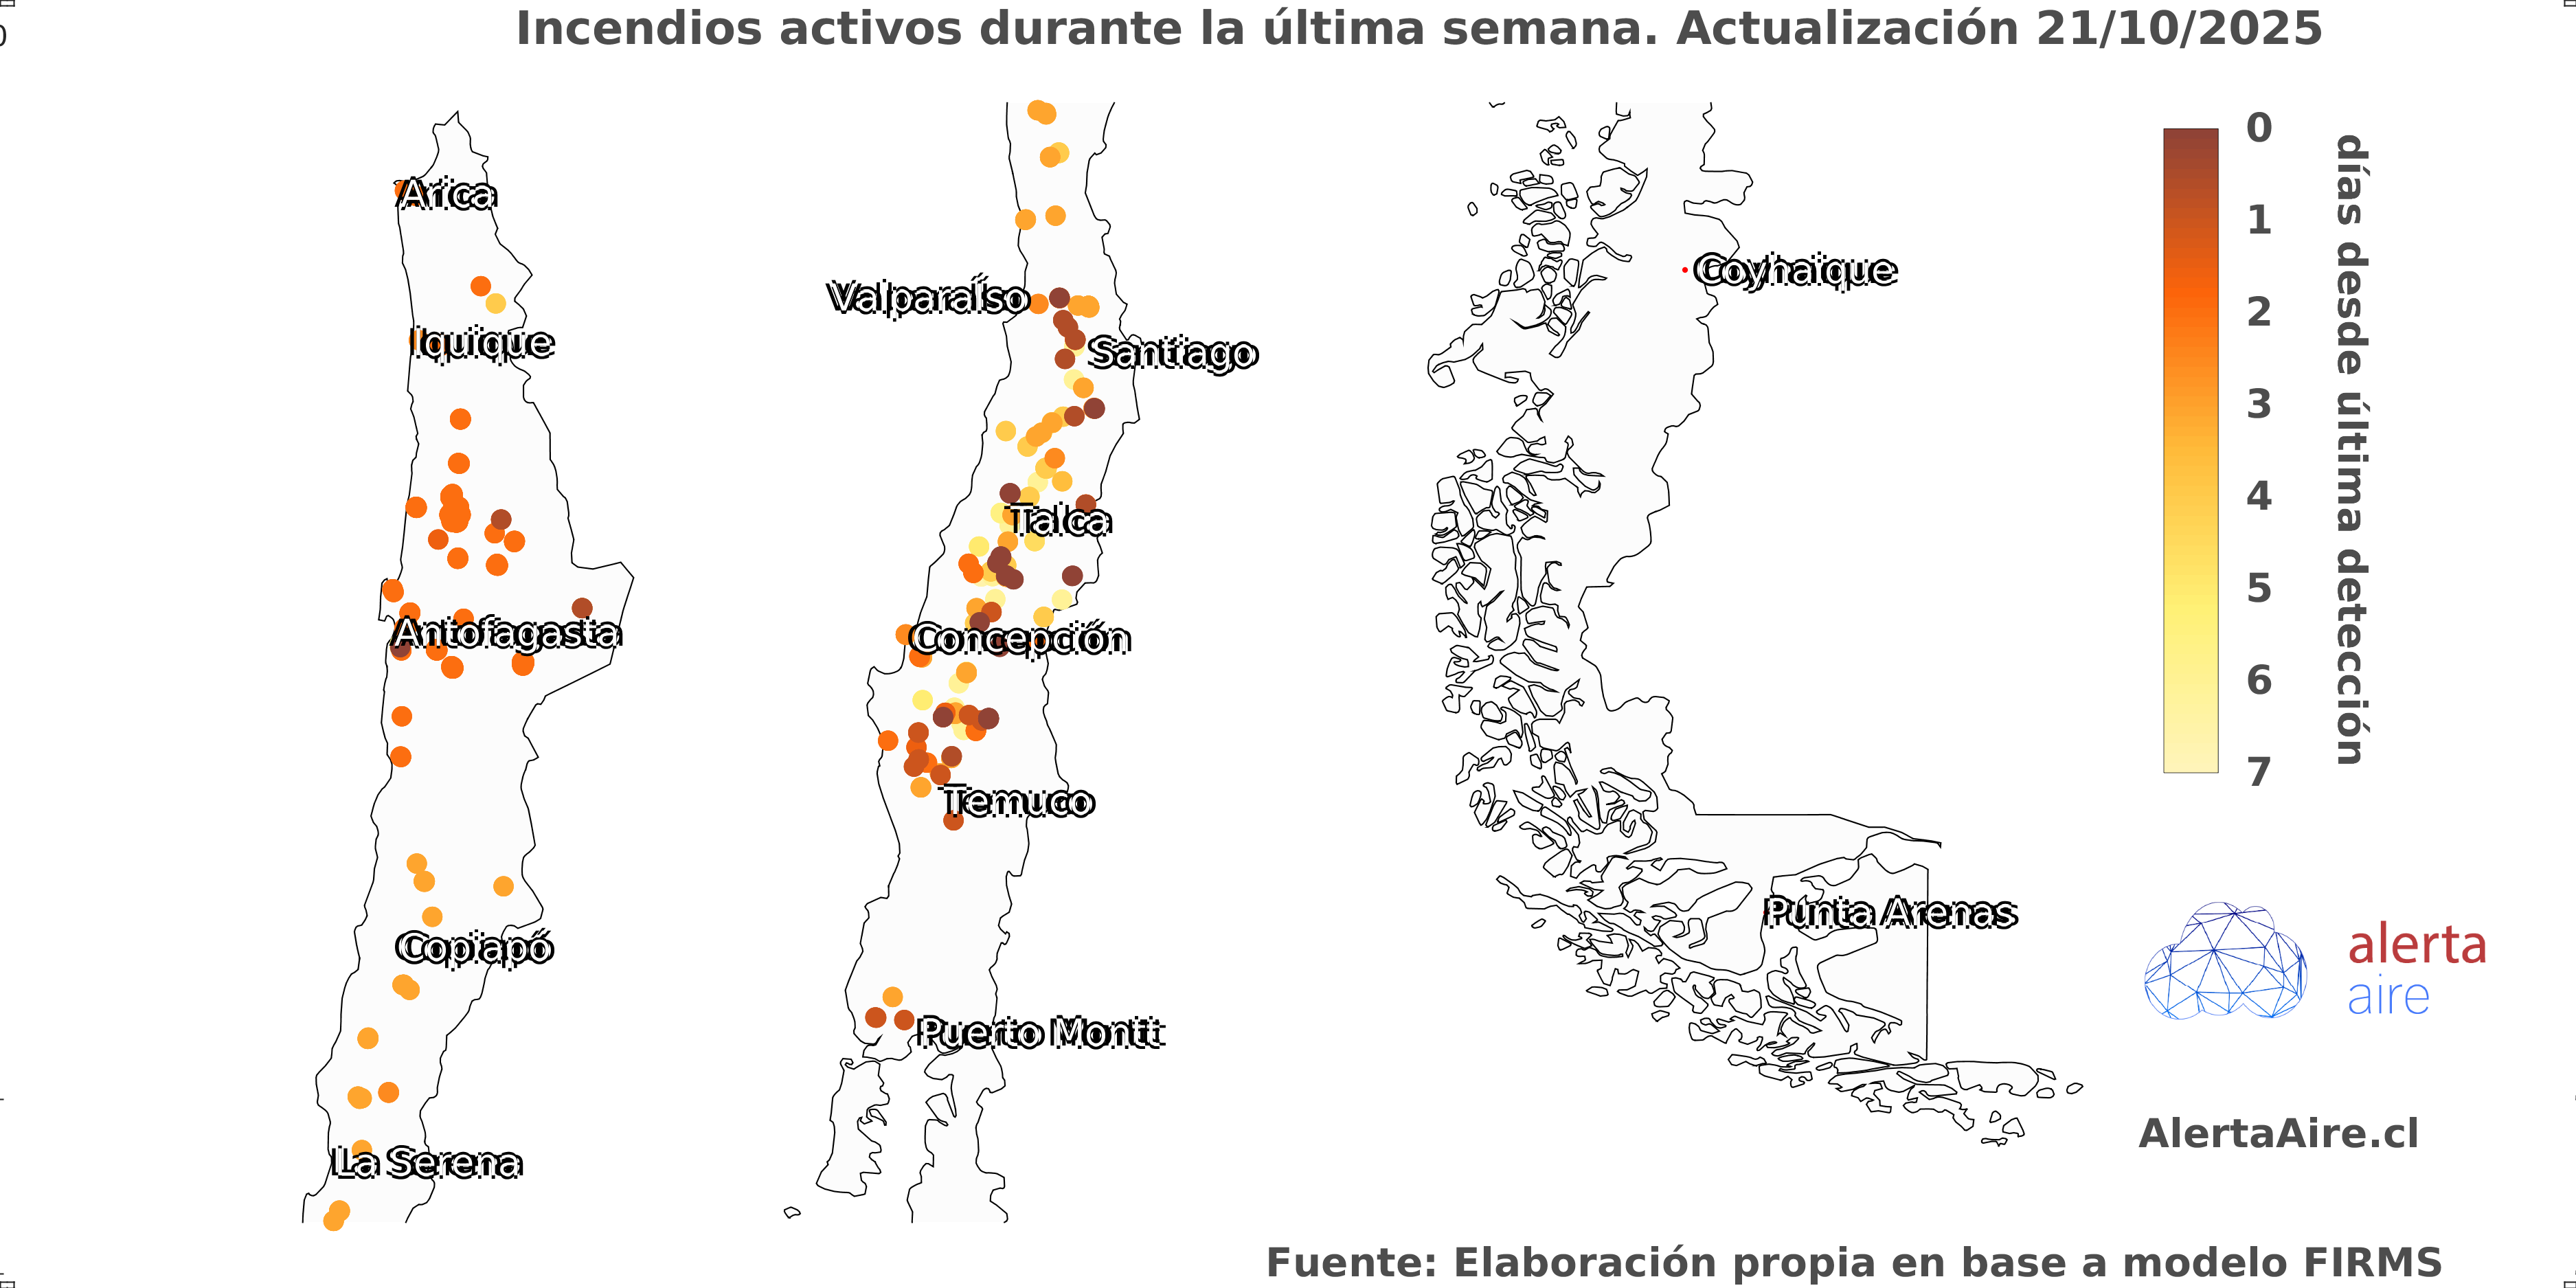 Incendios activos durante la última semana. Actualización 21/10/2025
0
Arica
Iquique
Antofagasta
Copiapó
La Serena
Valparaíso
Santiago
Talca
Concepción
Temuco
Puerto Montt
Coyhaique
Punta Arenas
0
1
2
3
4
5
6
7
días desde última detección
alerta
aire
AlertaAire.cl
Fuente: Elaboración propia en base a modelo FIRMS